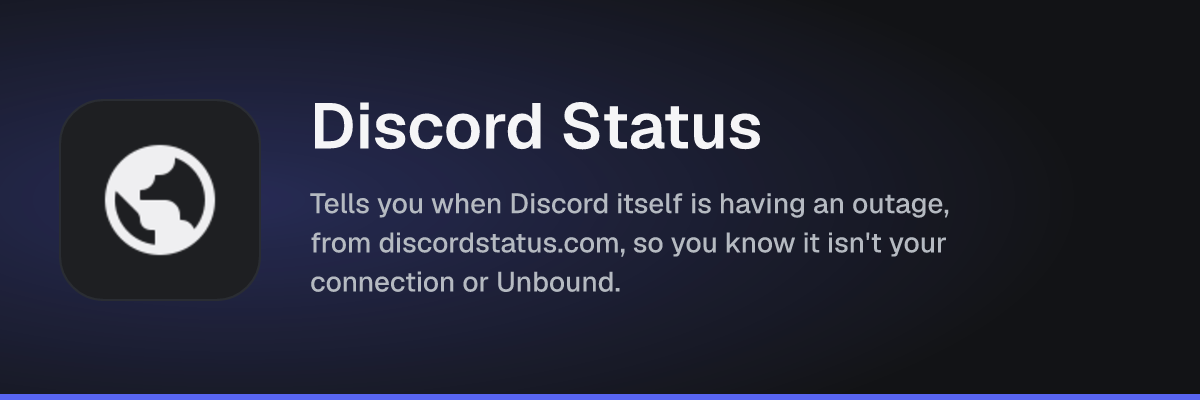 Discord Status
Tells you when Discord itself is having an outage,
from discordstatus.com, so you know it isn't your
connection or Unbound.